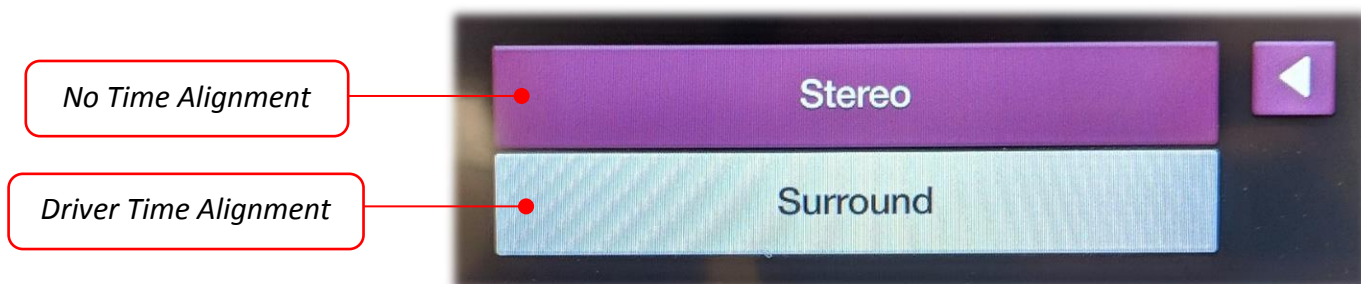 No Time Alignment
Stereo
Driver Time Alignment
Surround